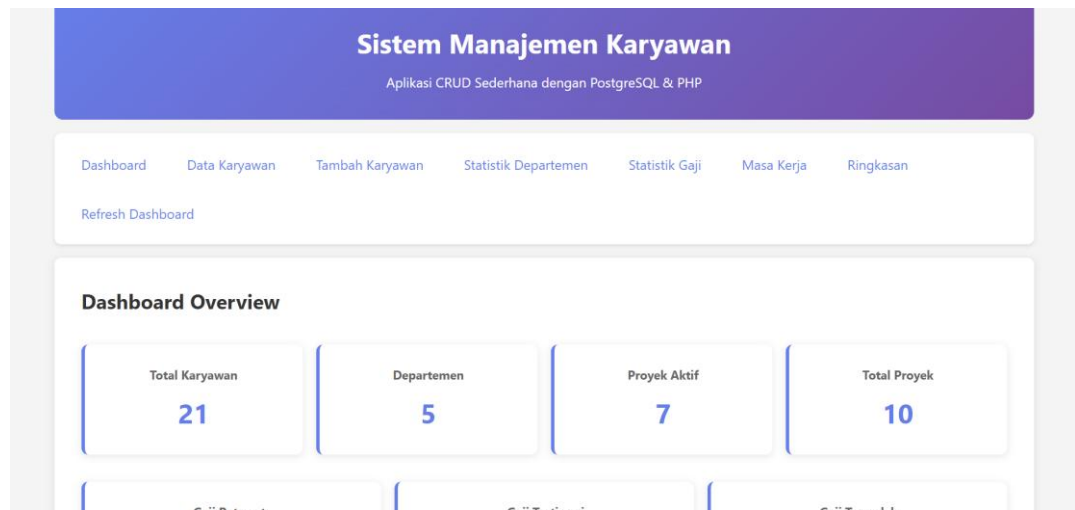 Sistem Manajemen Karyawan
Aplikasi CRUD Sederhana dengan PostgreSQL & PHP
Dashboard Data Karyawan Tambah Karyawan Statistik Departemen Statistik Gaji Masa Kerja Ringkasan
Refresh Dashboard
Dashboard Overview
Total Karyawan Departemen Proyek Aktif Total Proyek
21 5 7 10